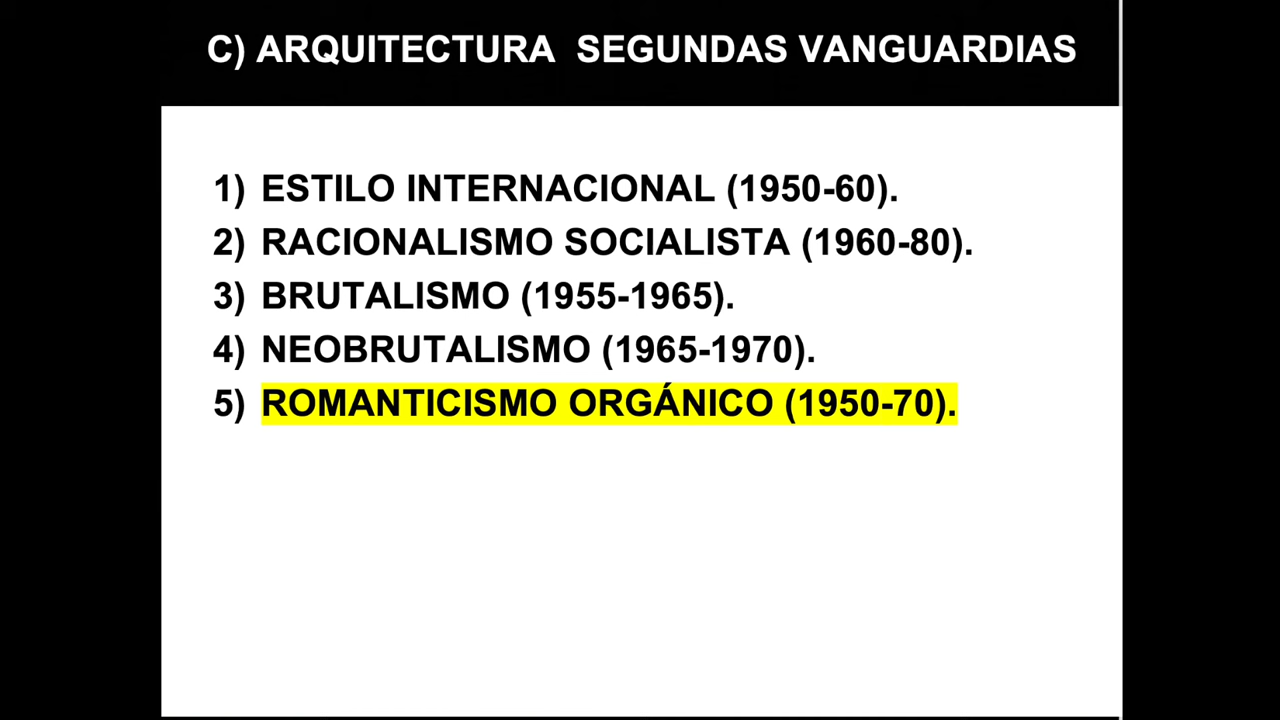 C) ARQUITECTURA  SEGUNDAS VANGUARDIAS
1) ESTILO INTERNACIONAL (1950-60).
2) RACIONALISMO SOCIALISTA (1960-80).
3) BRUTALISMO (1955-1965).
4) NEOBRUTALISMO (1965-1970).
5) ROMANTICISMO ORGÁNICO (1950-70).